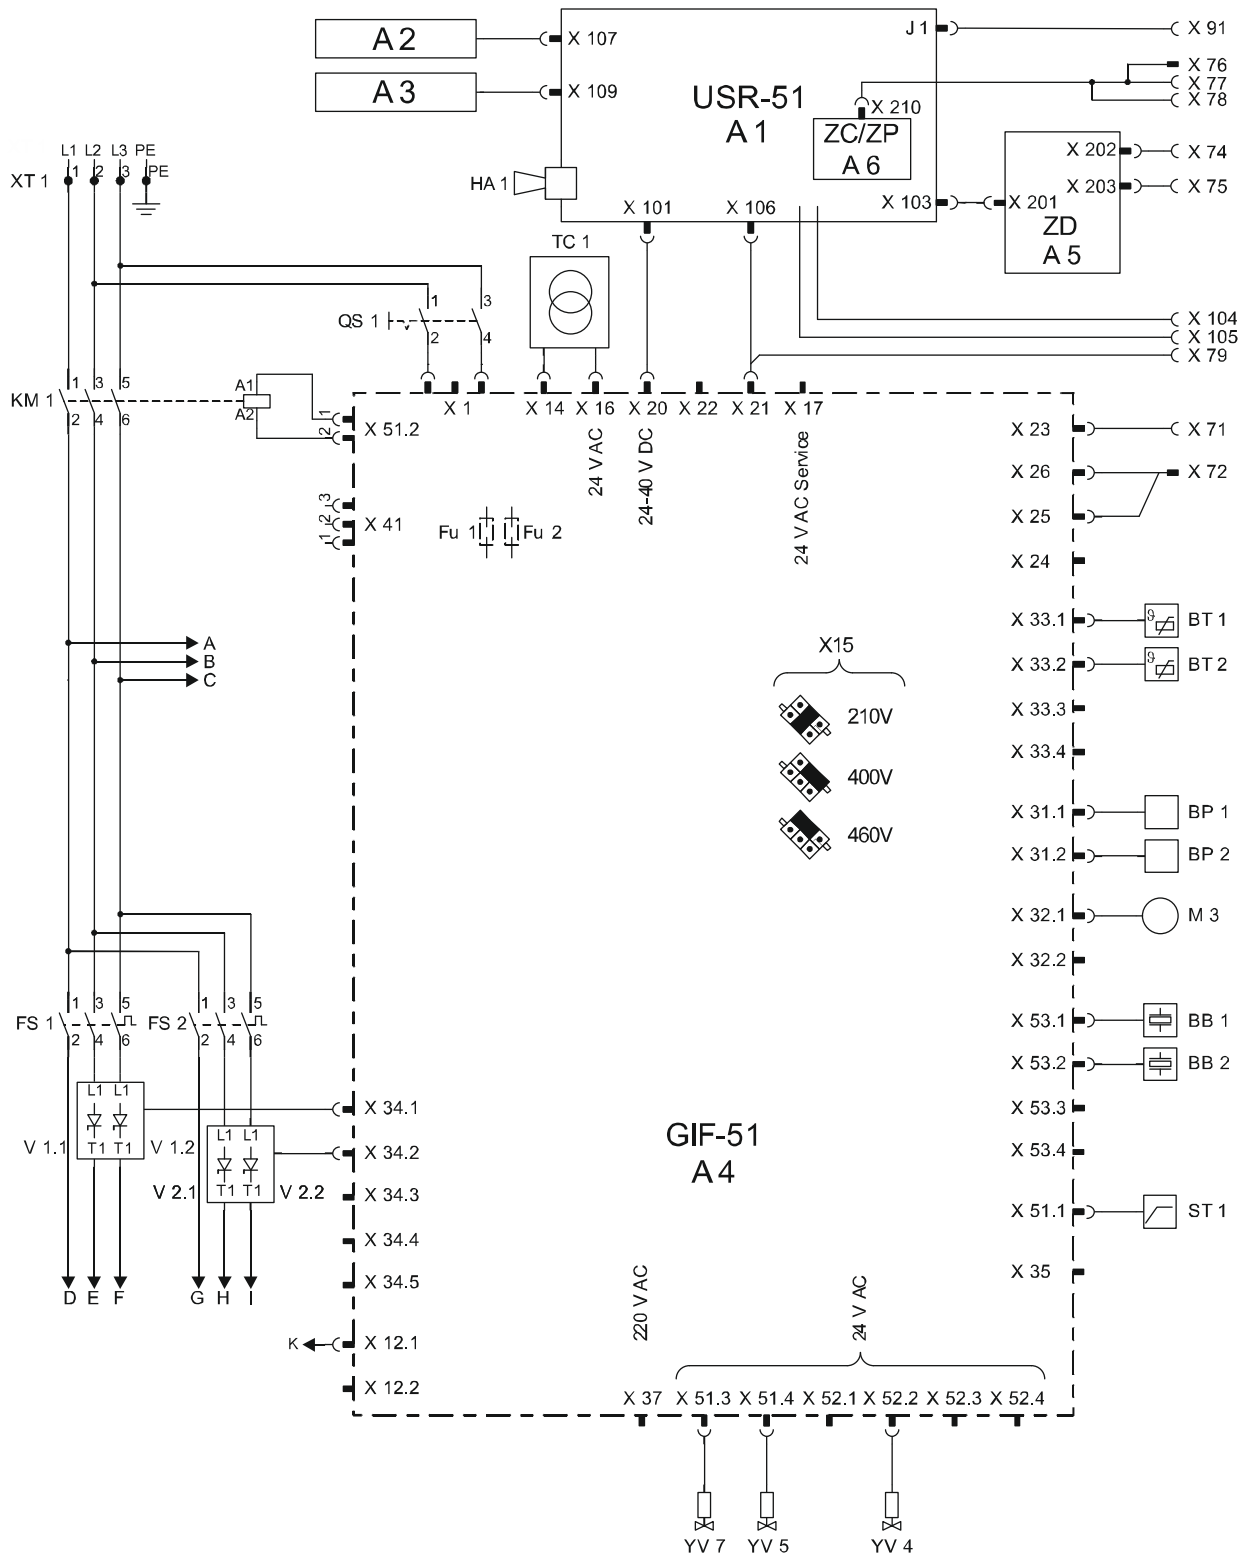 A 2
X 107
J 1
X 91
A 3
X 109
USR-51
A 1
X 76
X 77
X 78
X 210
ZC/ZP
A 6
L1 L2 L3 PE
XT 1
1 2 3 PE
HA 1
X 202
X 74
X 203
X 75
X 103
X 201
ZD
A 5
X 101
X 106
TC 1
X 104
X 105
X 79
QS 1
1 3
2 4
KM 1
1 3 5
2 4 6
A1
A2
1
2
X 51.2
X 1
X 14
X 16
X 20
X 22
X 21
X 17
24 V AC
24-40 V DC
24 V AC Service
X 23
X 71
X 26
X 72
X 25
X 24
3
2
1
X 41
Fu 1
Fu 2
X 33.1
BT 1
X 33.2
BT 2
X 33.3
X 33.4
A
B
C
X15
210V
400V
460V
X 31.1
BP 1
X 31.2
BP 2
X 32.1
M 3
X 32.2
FS 1
1 3 5
2 4 6
FS 2
1 3 5
2 4 6
X 53.1
BB 1
X 53.2
BB 2
X 53.3
X 53.4
L1 L1
T1 T1
V 1.1
V 1.2
L1 L1
T1 T1
V 2.1
V 2.2
X 34.1
X 34.2
X 34.3
X 34.4
X 34.5
GIF-51
A 4
X 51.1
ST 1
X 35
D E F
G H I
K
X 12.1
X 12.2
220 V AC
24 V AC
X 37
X 51.3
X 51.4
X 52.1
X 52.2
X 52.3
X 52.4
YV 7
YV 5
YV 4